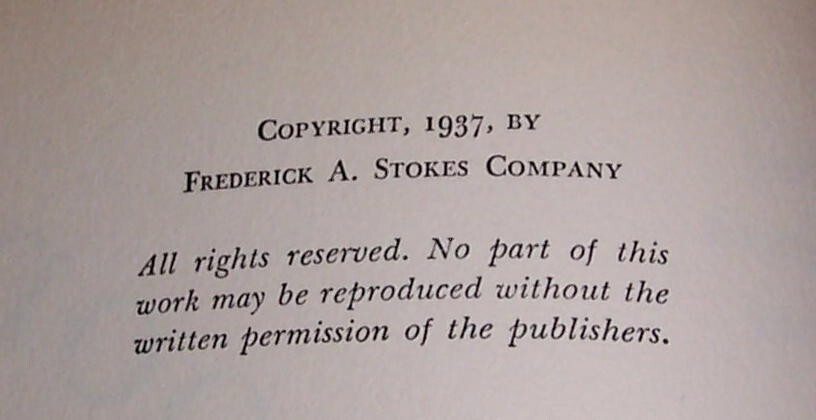 Copyright, 1937, by
Frederick A. Stokes Company
All rights reserved. No part of this
work may be reproduced without the
written permission of the publishers.